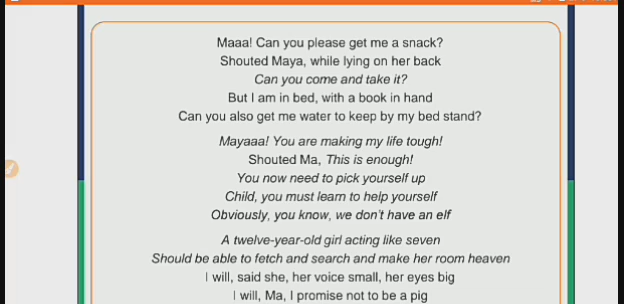 Maaa! Can you please get me a snack?
Shouted Maya, while lying on her back
Can you come and take it?
But I am in bed, with a book in hand
Can you also get me water to keep by my bed stand?
Mayaaa! You are making my life tough!
Shouted Ma, This is enough!
You now need to pick yourself up
Child, you must learn to help yourself
Obviously, you know, we don't have an elf
A twelve-year-old girl acting like seven
Should be able to fetch and search and make her room heaven
I will, said she, her voice small, her eyes big
I will, Ma, I promise not to be a pig